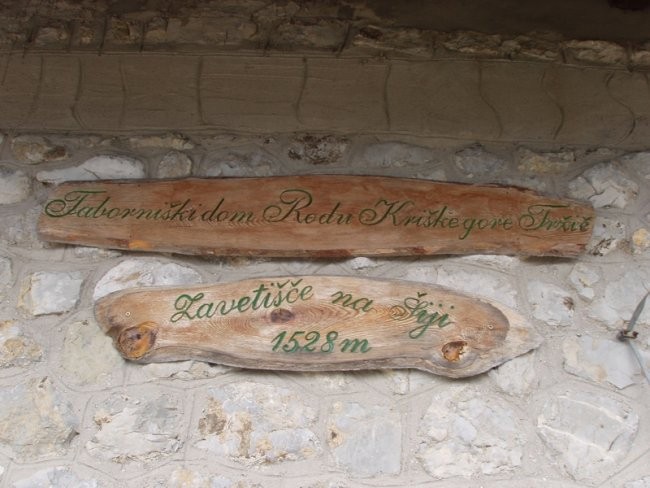 Taborniški dom Rodu Kriške gore Tržič
Zavetišče na Šiji
1528 m